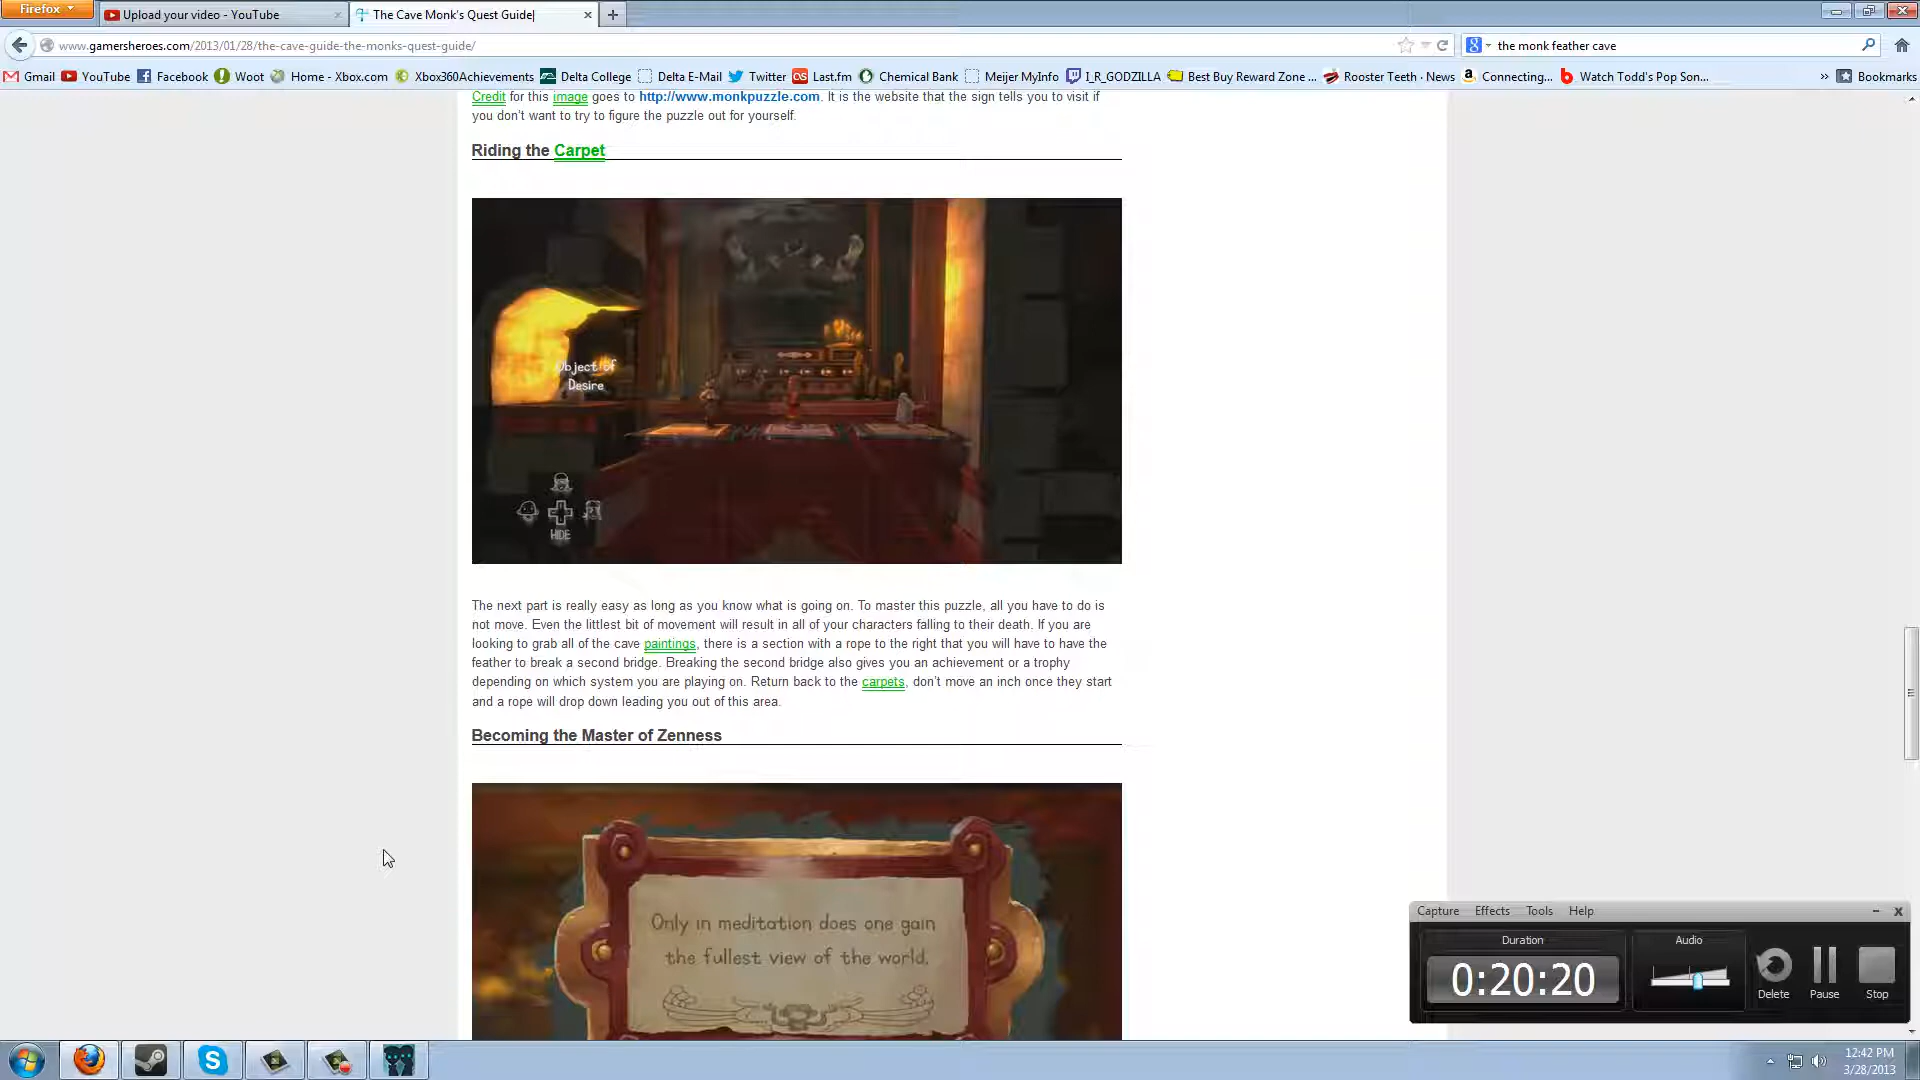 Firefox
Upload your video - YouTube
The Cave Monk's Quest Guide|
www.gamersheroes.com/2013/01/28/the-cave-guide-the-monks-quest-guide/
the monk feather cave
Gmail YouTube Facebook Woot Home - Xbox.com Xbox360Achievements Delta College Delta E-Mail Twitter Last.fm Chemical Bank Meijer MyInfo I_R_GODZILLA Best Buy Reward Zone ... Rooster Teeth · News Connecting... Watch Todd's Pop Son... » Bookmarks
Credit for this image goes to http://www.monkpuzzle.com. It is the website that the sign tells you to visit if
you don't want to try to figure the puzzle out for yourself.
Riding the Carpet
Object of
Desire
HIDE
The next part is really easy as long as you know what is going on. To master this puzzle, all you have to do is
not move. Even the littlest bit of movement will result in all of your characters falling to their death. If you are
looking to grab all of the cave paintings, there is a section with a rope to the right that you will have to have the
feather to break a second bridge. Breaking the second bridge also gives you an achievement or a trophy
depending on which system you are playing on. Return back to the carpets, don't move an inch once they start
and a rope will drop down leading you out of this area.
Becoming the Master of Zenness
Only in meditation does one gain
the fullest view of the world.
Capture Effects Tools Help
Duration
Audio
0:20:20
Delete Pause Stop
12:42 PM
3/28/2013